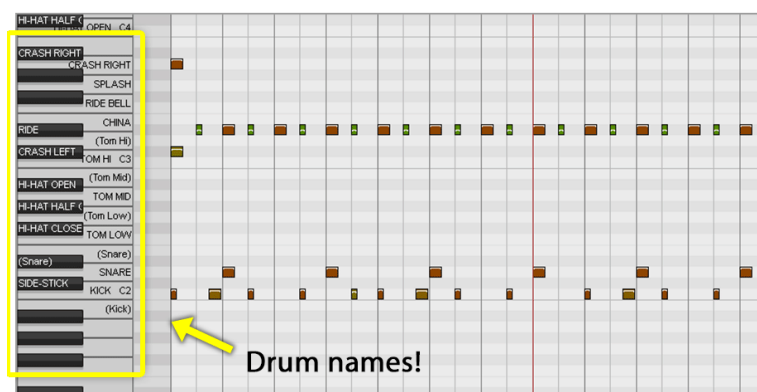 HI-HAT HALF (
HI-HAT OPEN C4
CRASH RIGHT
CRASH RIGHT
SPLASH
RIDE BELL
CHINA
RIDE
(Tom Hi)
CRASH LEFT
TOM HI C3
(Tom Mid)
HI-HAT OPEN
TOM MID
HI-HAT HALF (
(Tom Low)
HI-HAT CLOSE
TOM LOW
(Snare)
(Snare)
SNARE
SIDE-STICK
KICK C2
(Kick)
Drum names!